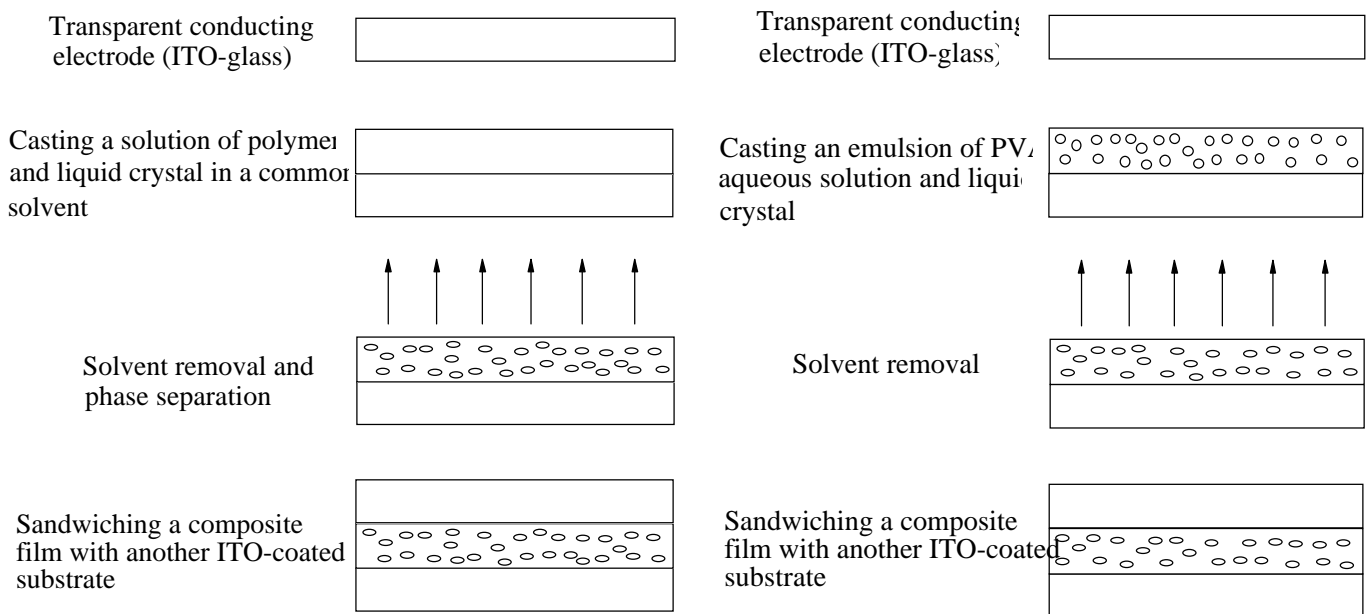 Transparent conducting
electrode (ITO-glass)
Casting a solution of polymer
and liquid crystal in a common
solvent
Solvent removal and
phase separation
Sandwiching a composite
film with another ITO-coated
substrate
Transparent conducting
electrode (ITO-glass)
Casting an emulsion of PVA
aqueous solution and liquid
crystal
Solvent removal
Sandwiching a composite
film with another ITO-coated
substrate